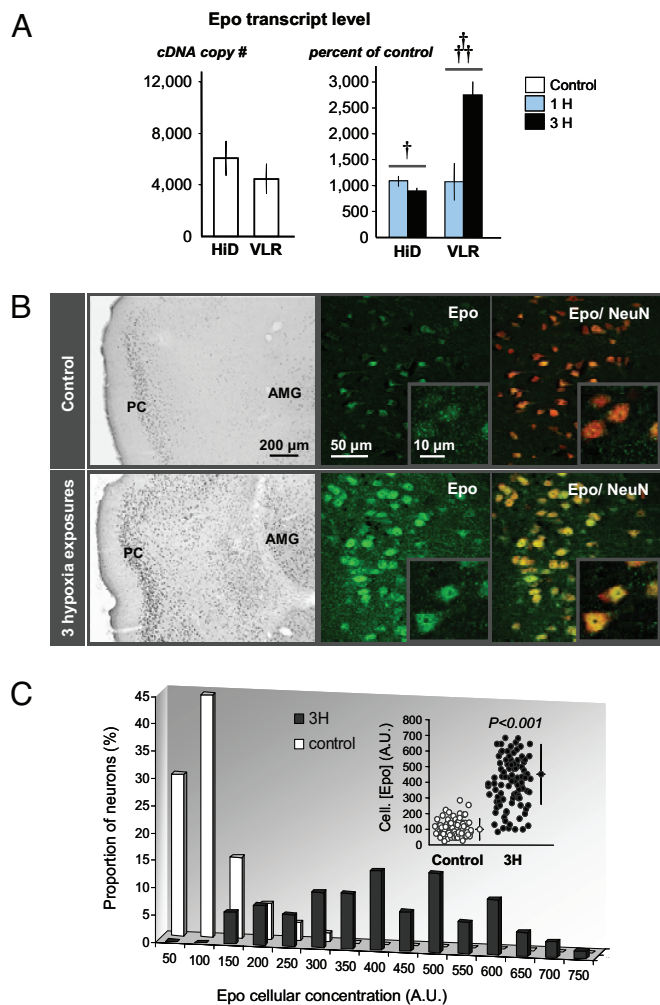 A
Epo transcript level
cDNA copy #
percent of control
12,000
8,000
4,000
0
HiD VLR
3,000
2,500
2,000
1,500
1,000
500
0
†
†
††
HiD VLR
Control
1 H
3 H
B
Control
PC
AMG
200 µm
Epo
50 µm
10 µm
Epo/ NeuN
3 hypoxia exposures
PC
AMG
Epo
Epo/ NeuN
C
Proportion of neurons (%)
45
40
35
30
25
20
15
10
5
0
3H
control
Cell. [Epo] (A.U.)
800
700
600
500
400
300
200
100
0
P<0.001
Control 3H
50 100 150 200 250 300 350 400 450 500 550 600 650 700 750
Epo cellular concentration (A.U.)